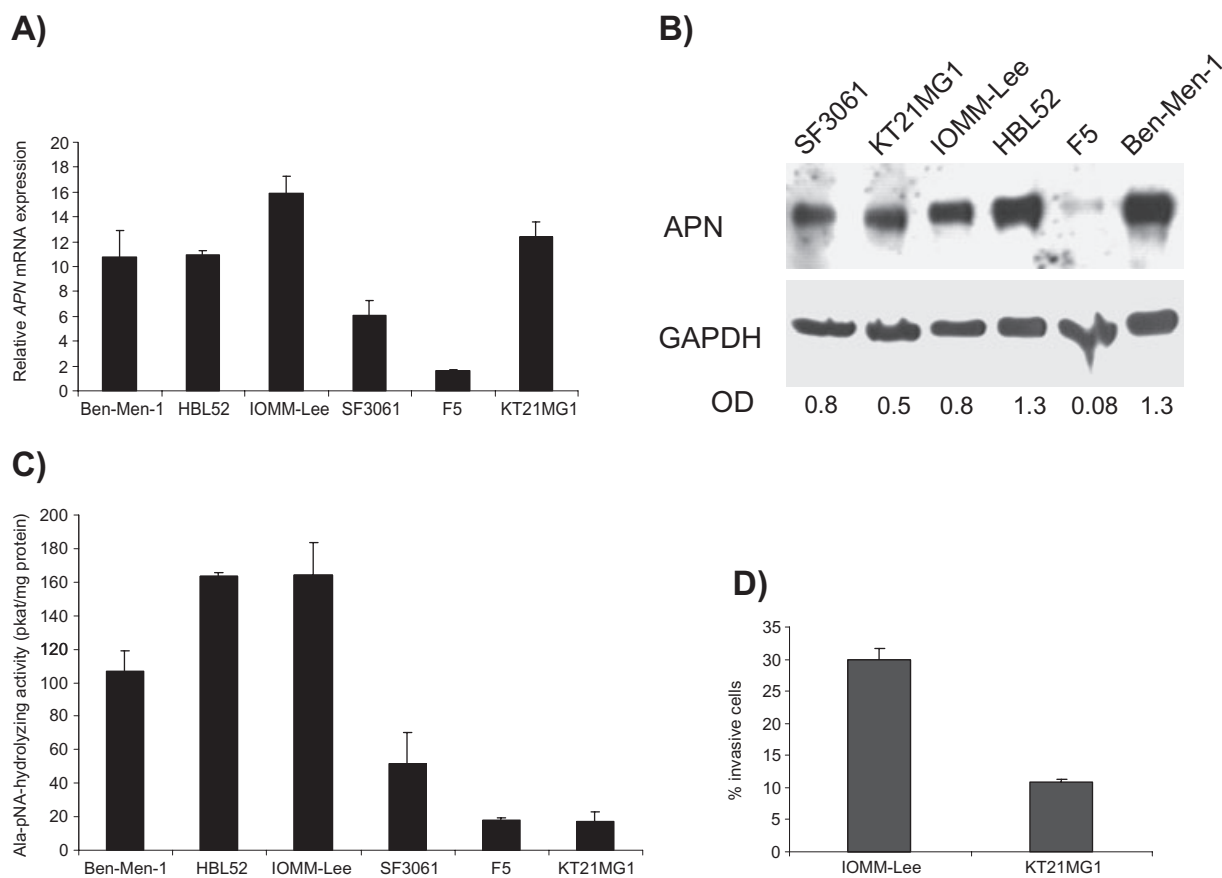 A)
Relative APN mRNA expression
20
18
16
14
12
10
8
6
4
2
0
Ben-Men-1 HBL52 IOMM-Lee SF3061 F5 KT21MG1
B)
SF3061 KT21MG1 IOMM-Lee HBL52 F5 Ben-Men-1
APN
GAPDH
OD 0.8 0.5 0.8 1.3 0.08 1.3
C)
Ala-pNA-hydrolyzing activity (pkat/mg protein)
200
180
160
140
120
100
80
60
40
20
0
Ben-Men-1 HBL52 IOMM-Lee SF3061 F5 KT21MG1
D)
% invasive cells
35
30
25
20
15
10
5
0
IOMM-Lee KT21MG1